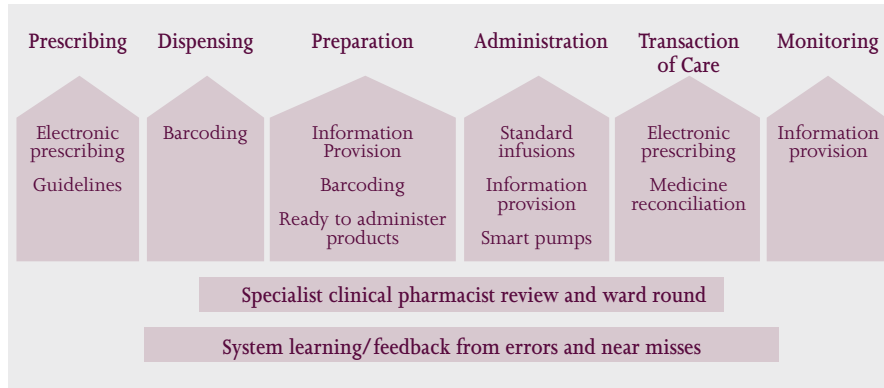 Prescribing
Dispensing
Preparation
Administration
Transaction
of Care
Monitoring
Electronic
prescribing
Guidelines
Barcoding
Information
Provision
Barcoding
Ready to administer
products
Standard
infusions
Information
provision
Smart pumps
Electronic
prescribing
Medicine
reconciliation
Information
provision
Specialist clinical pharmacist review and ward round
System learning/feedback from errors and near misses